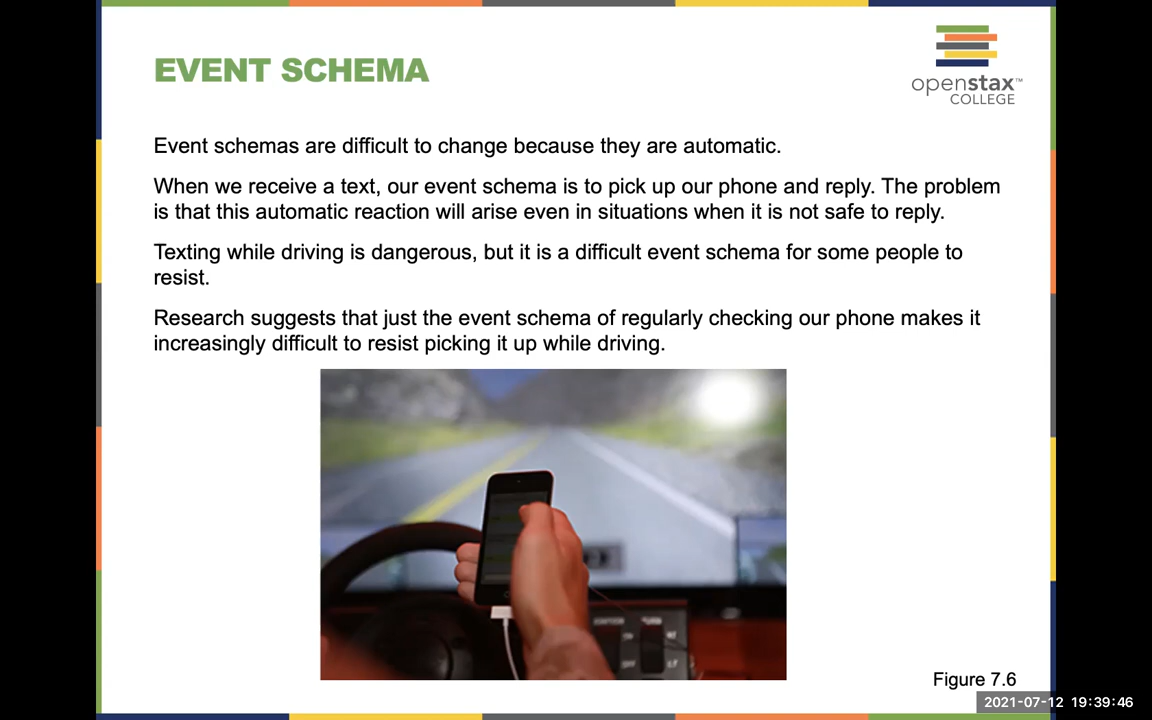 EVENT SCHEMA
openstax™
COLLEGE
Event schemas are difficult to change because they are automatic.
When we receive a text, our event schema is to pick up our phone and reply. The problem
is that this automatic reaction will arise even in situations when it is not safe to reply.
Texting while driving is dangerous, but it is a difficult event schema for some people to
resist.
Research suggests that just the event schema of regularly checking our phone makes it
increasingly difficult to resist picking it up while driving.
Figure 7.6
2021-07-12 19:39:46